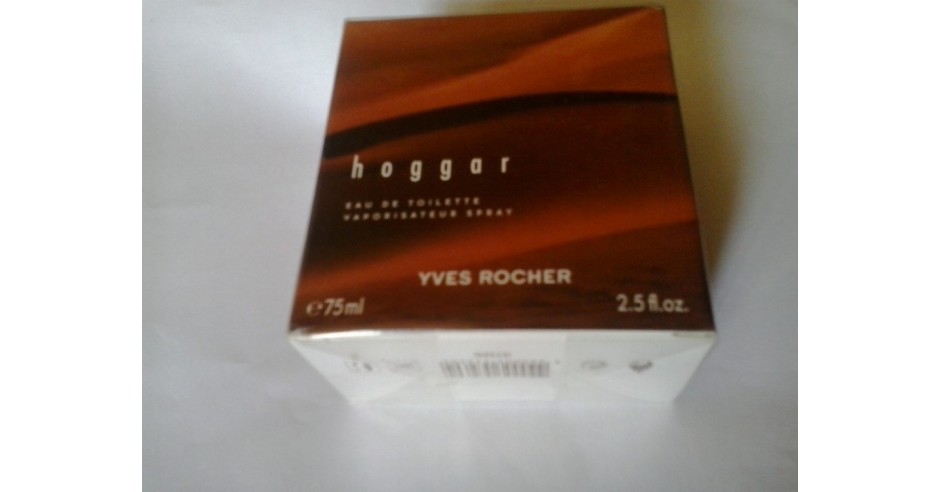 hoggar
EAU DE TOILETTE
VAPORISATEUR SPRAY
YVES ROCHER
℮75ml
2.5 fl.oz.